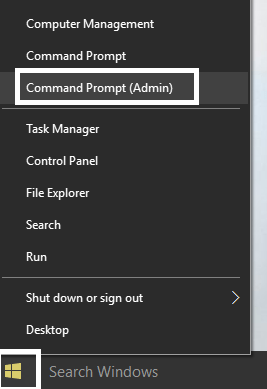 Computer Management
Command Prompt
Command Prompt (Admin)
Task Manager
Control Panel
File Explorer
Search
Run
Shut down or sign out
Desktop
Search Windows